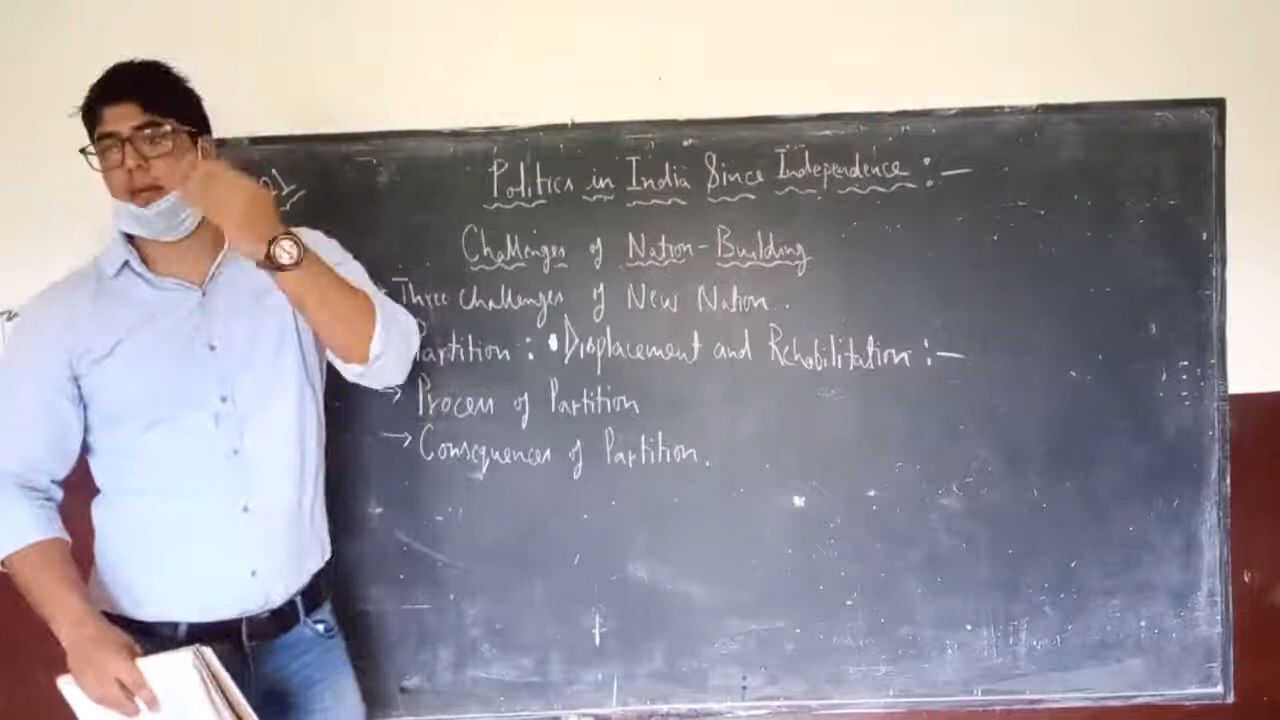 Politics in India Since Independence :-
Challenges of Nation-Building
Three challenges of New Nation.
Partition : • Displacement and Rehabilitation :-
→ Process of Partition
→ Consequences of Partition.